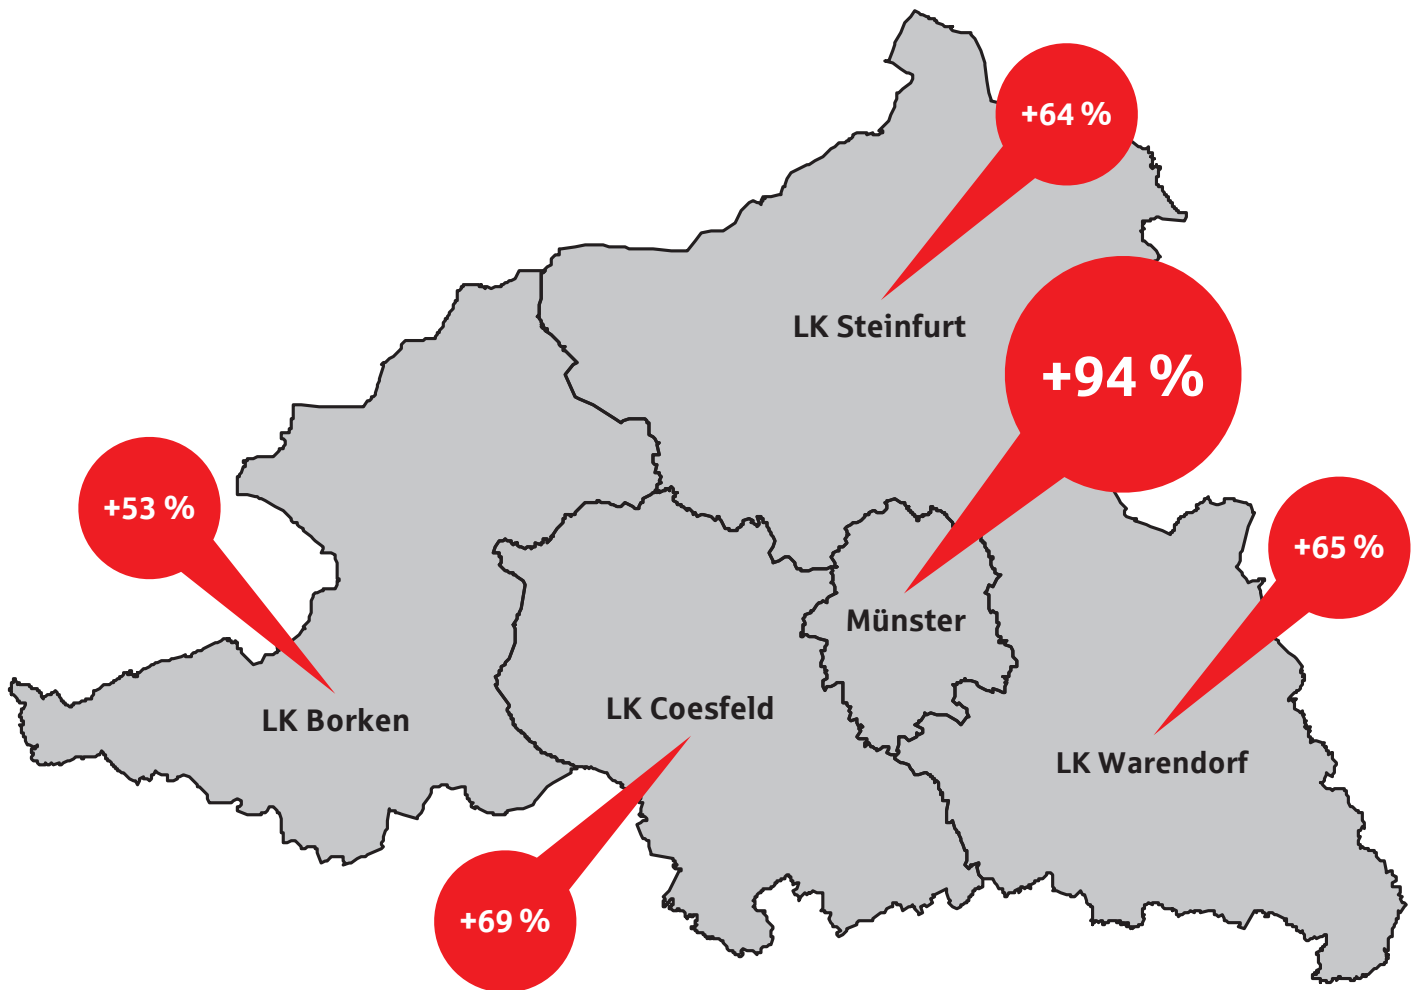 +64 %
LK Steinfurt
+94 %
+53 %
+65 %
Münster
LK Coesfeld
LK Borken
LK Warendorf
+69 %